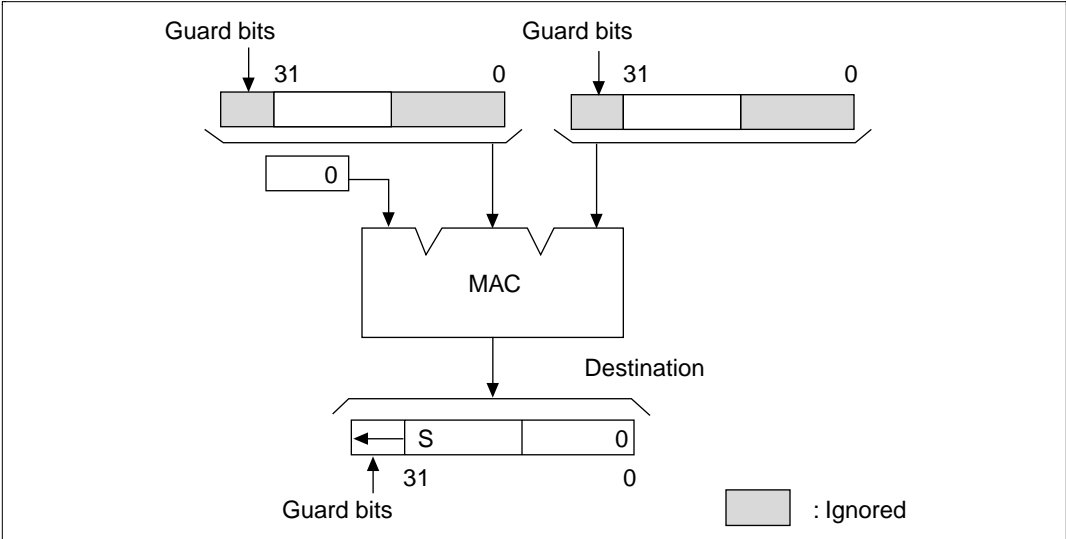 Guard bits Guard bits
31 0 31 0
0
MAC
Destination
S 0
31 0
Guard bits
: Ignored